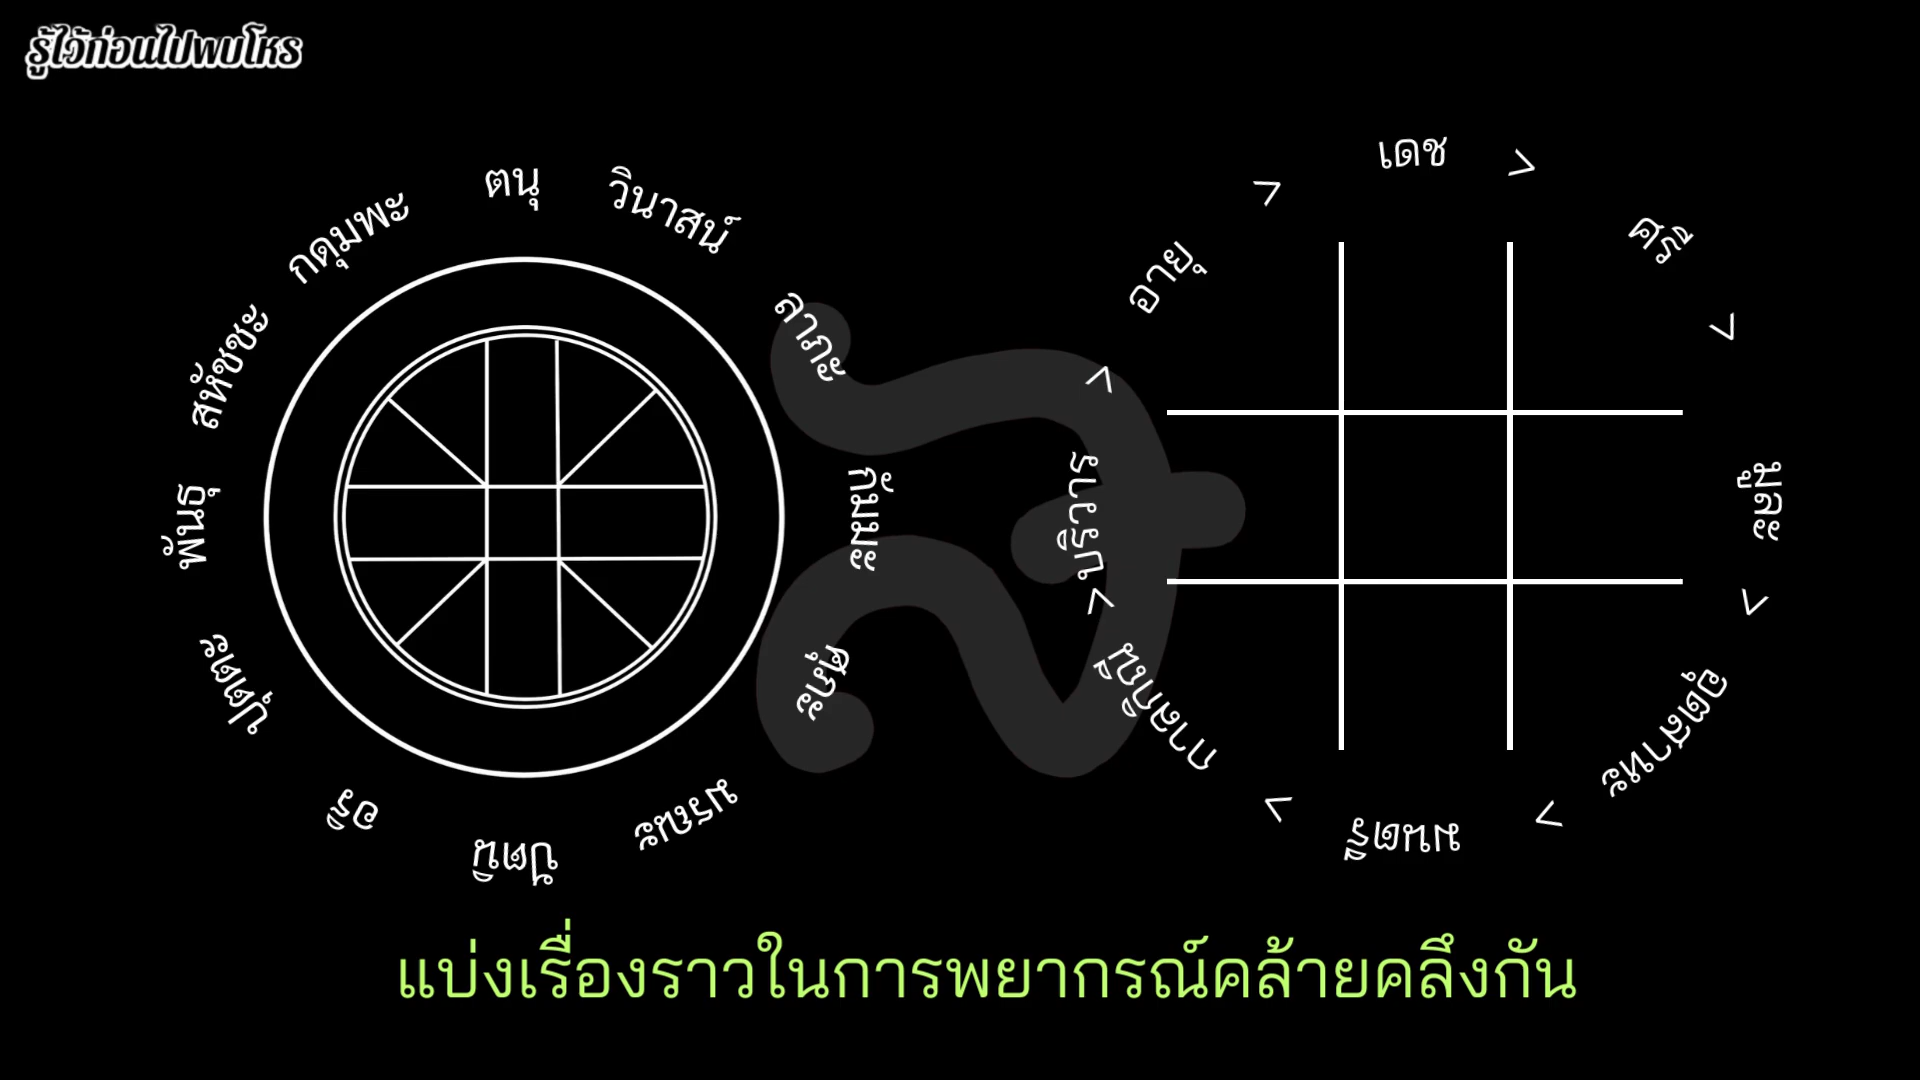 รู้ไว้ก่อนไปพบโหร
ตนุ
กดุมพะ
สหัชชะ
พันธุ
ปุตตะ
อริ
ปัตนิ
มรณะ
ศุภะ
กัมมะ
ลาภะ
วินาสน์
บริวาร
>
อายุ
>
เดช
>
ศรี
>
มูละ
>
อุตสาหะ
>
มนตรี
>
กาลกิณี
>
แบ่งเรื่องราวในการพยากรณ์คล้ายคลึงกัน